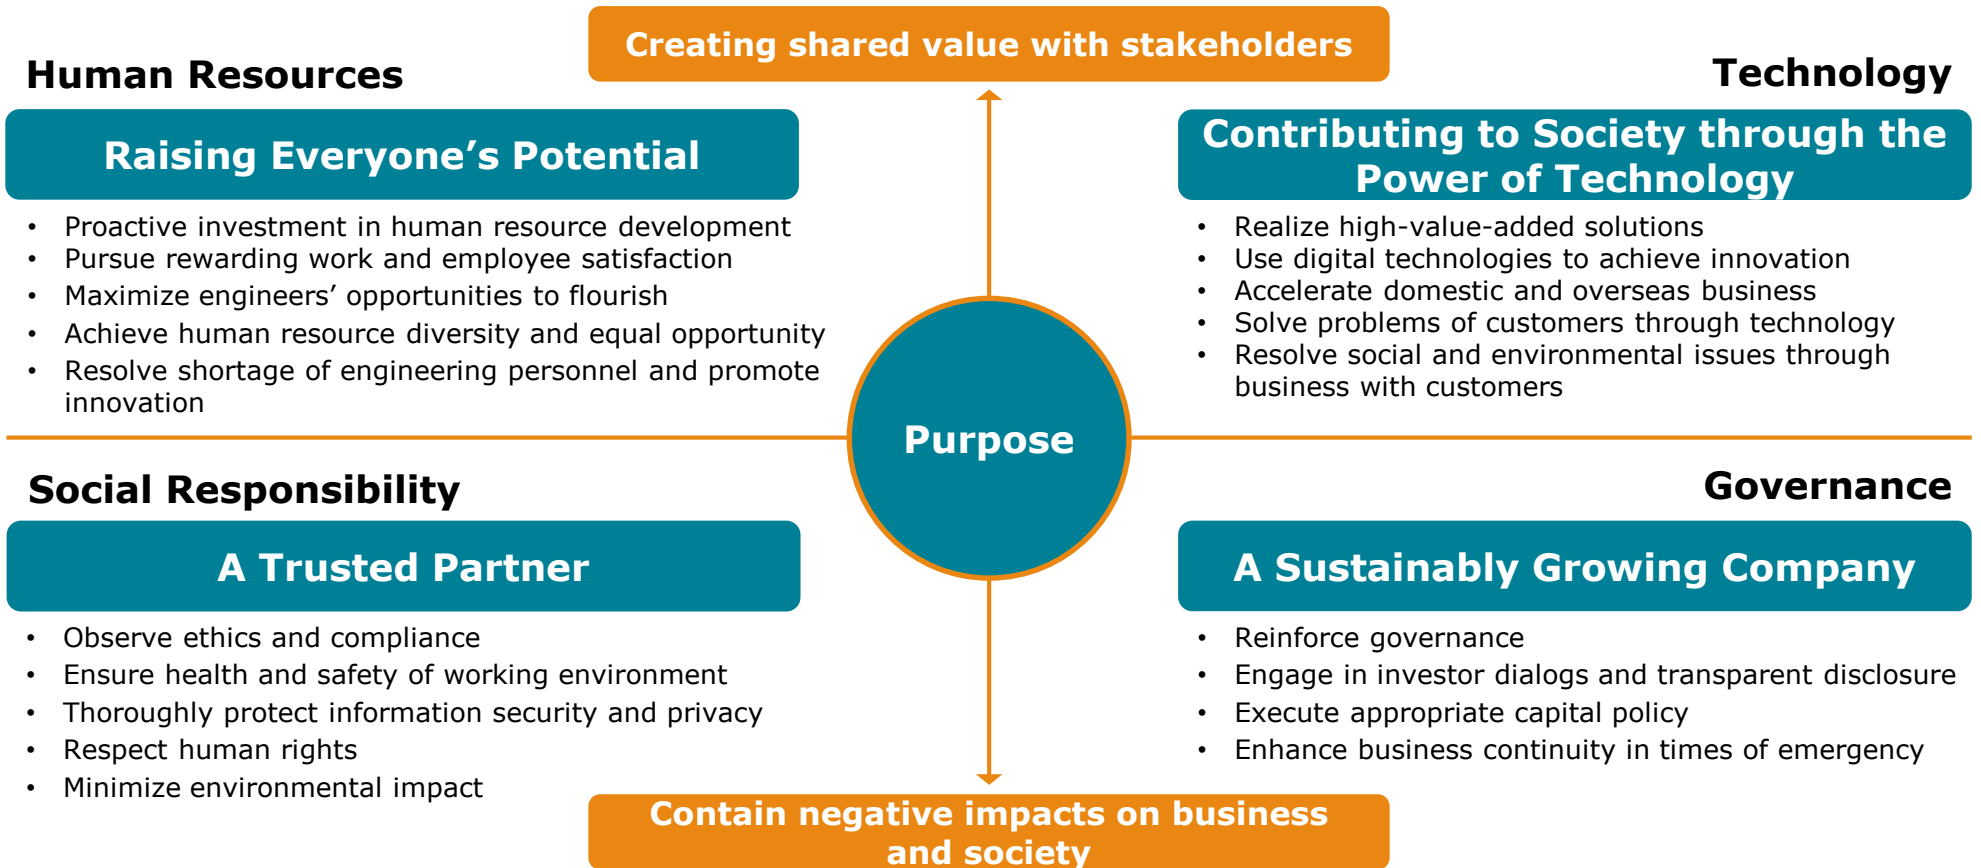 Creating shared value with stakeholders
Human Resources
Raising Everyone’s Potential
• Proactive investment in human resource development
• Pursue rewarding work and employee satisfaction
• Maximize engineers’ opportunities to flourish
• Achieve human resource diversity and equal opportunity
• Resolve shortage of engineering personnel and promote
innovation
Technology
Contributing to Society through the
Power of Technology
• Realize high-value-added solutions
• Use digital technologies to achieve innovation
• Accelerate domestic and overseas business
• Solve problems of customers through technology
• Resolve social and environmental issues through
business with customers
Purpose
Social Responsibility
A Trusted Partner
• Observe ethics and compliance
• Ensure health and safety of working environment
• Thoroughly protect information security and privacy
• Respect human rights
• Minimize environmental impact
Governance
A Sustainably Growing Company
• Reinforce governance
• Engage in investor dialogs and transparent disclosure
• Execute appropriate capital policy
• Enhance business continuity in times of emergency
Contain negative impacts on business
and society